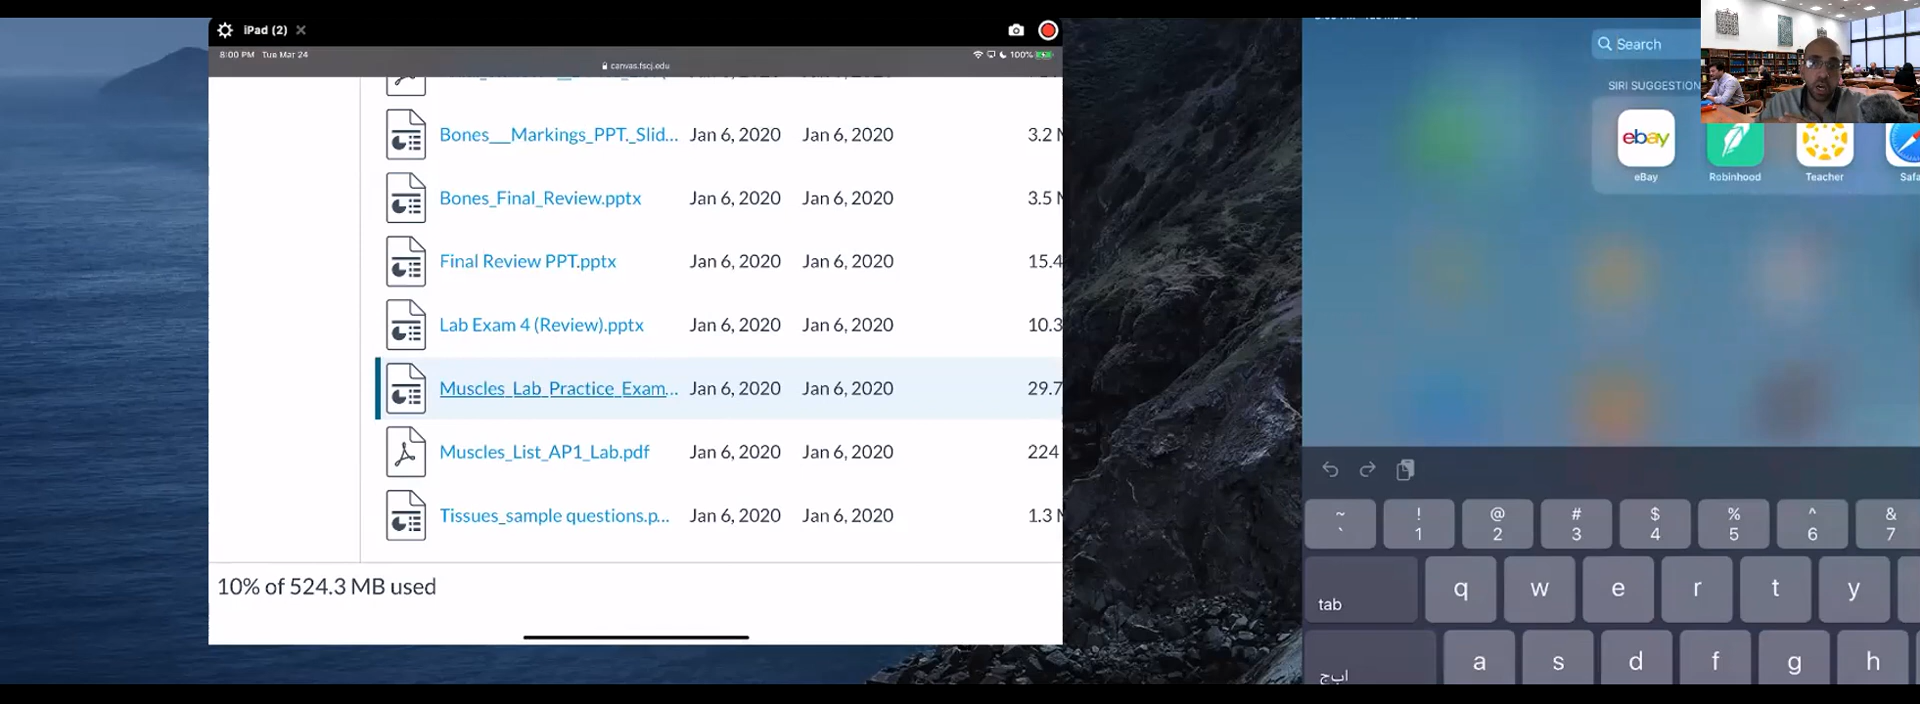 iPad (2)
8:00 PM Tue Mar 24
100%
canvas.fscj.edu
Bones__Markings_PPT._Slid... Jan 6, 2020 Jan 6, 2020 3.2
Bones_Final_Review.pptx Jan 6, 2020 Jan 6, 2020 3.5
Final Review PPT.pptx Jan 6, 2020 Jan 6, 2020 15.4
Lab Exam 4 (Review).pptx Jan 6, 2020 Jan 6, 2020 10.3
Muscles_Lab_Practice_Exam... Jan 6, 2020 Jan 6, 2020 29.7
Muscles_List_AP1_Lab.pdf Jan 6, 2020 Jan 6, 2020 224
Tissues_sample questions.p... Jan 6, 2020 Jan 6, 2020 1.3
10% of 524.3 MB used
Search
SIRI SUGGESTION
ebay
eBay Robinhood Teacher Safa
~ ! @ # $ % ^ &
` 1 2 3 4 5 6 7
tab q w e r t y
أب‌ج a s d f g h